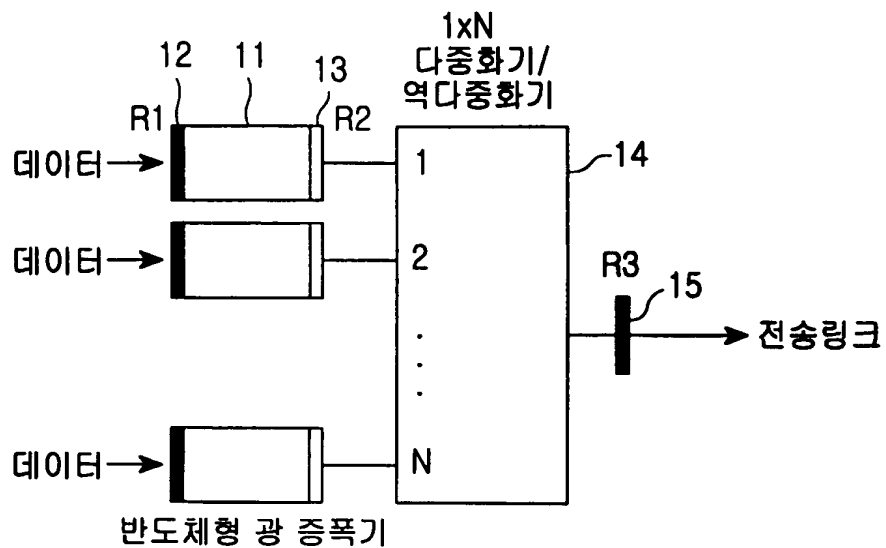 1xN
다중화기/
역다중화기
12 11 13
R1 R2
데이터 1 14
데이터 2
R3
15
전송링크
데이터 N
반도체형 광 증폭기